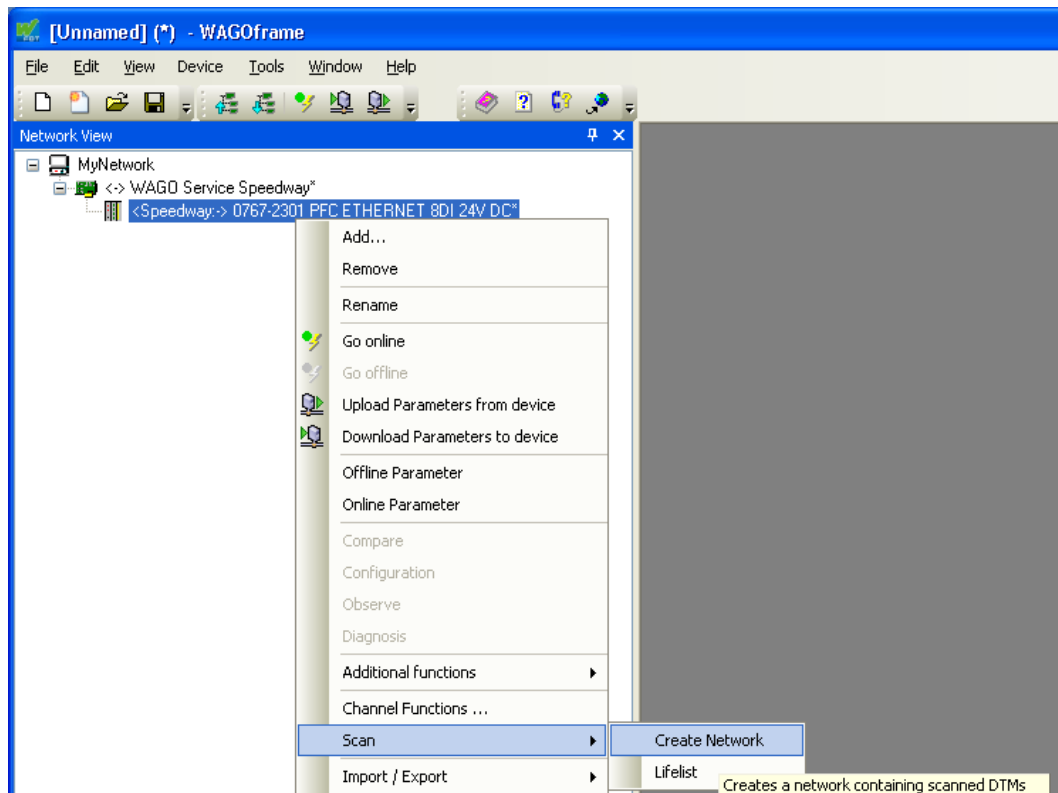 [Unnamed] (*) - WAGOframe
File Edit View Device Tools Window Help
Network View
MyNetwork
<-> WAGO Service Speedway*
<Speedway:-> 0767-2301 PFC ETHERNET 8DI 24V DC*
Add...
Remove
Rename
Go online
Go offline
Upload Parameters from device
Download Parameters to device
Offline Parameter
Online Parameter
Compare
Configuration
Observe
Diagnosis
Additional functions
Channel Functions ...
Scan
Create Network
Lifelist
Creates a network containing scanned DTMs
Import / Export